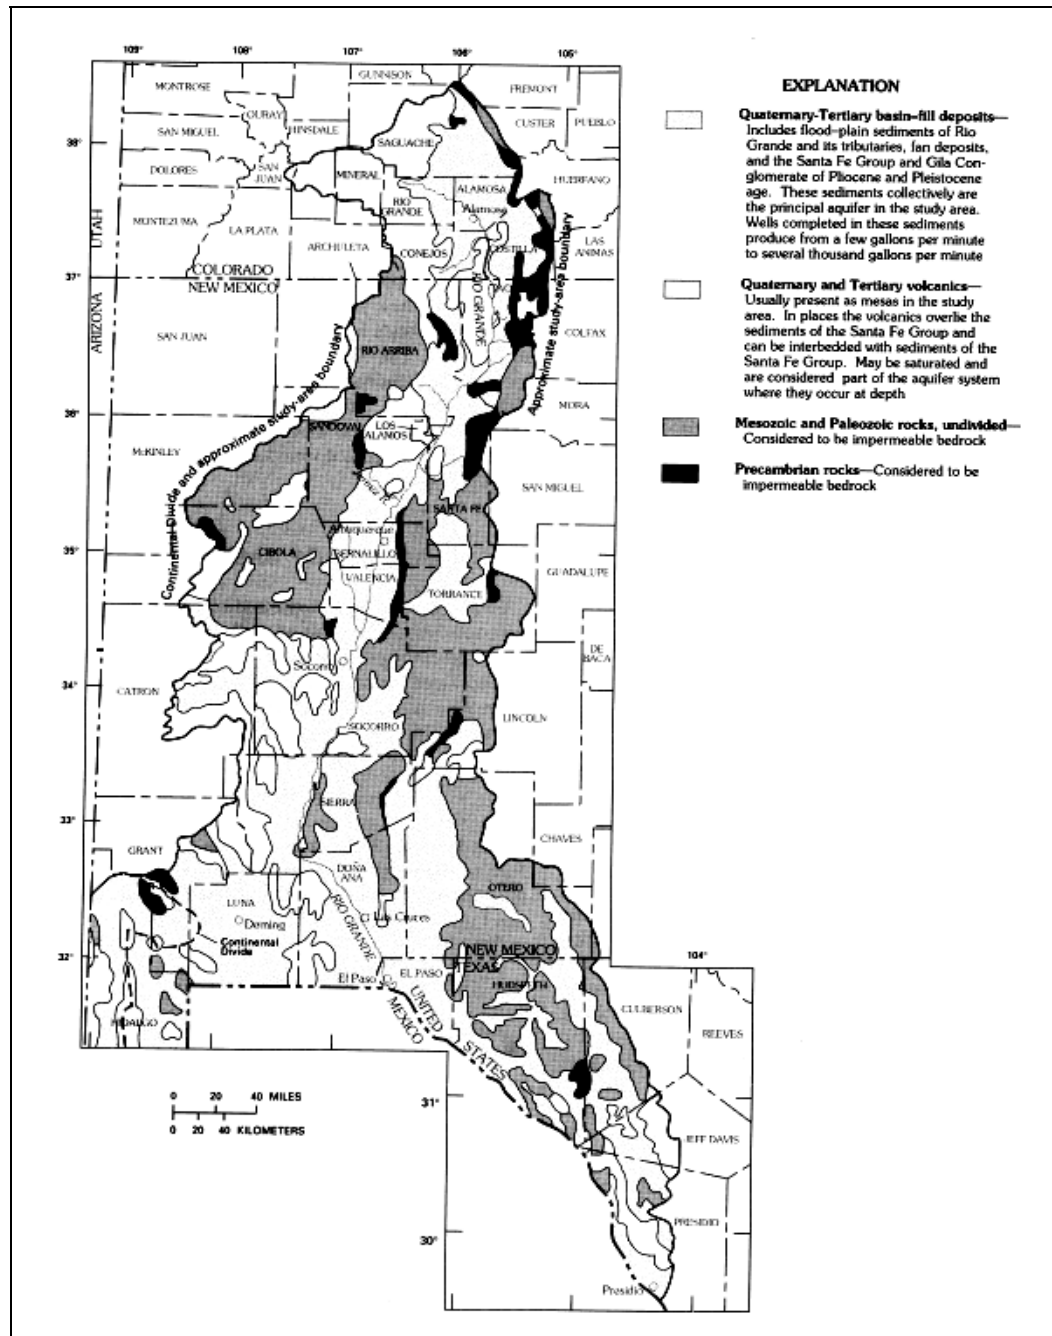 109° 108° 107° 106° 105°
GUNNISON
MONTROSE
FREMONT
OURAY
CUSTER
PUEBLO
SAN MIGUEL
HINSDALE
38°
SAGUACHE
DOLORES
SAN
JUAN
MINERAL
HUERFANO
ALAMOSA
RIO
GRANDE
Alamosa
MONTEZUMA
LA PLATA
UTAH
ARCHULETA
CONEJOS
COSTILLA
LAS
ANIMAS
COLORADO
37°
NEW MEXICO
ARIZONA
RIO GRANDE
SAN JUAN
COLFAX
RIO ARRIBA
Approximate study-area boundary
Continental Divide and approximate study-area boundary
36°
MORA
SANDOVAL
LOS
ALAMOS
McKINLEY
SAN MIGUEL
SANTA FE
Albuquerque
35°
CIBOLA
BERNALILLO
VALENCIA
GUADALUPE
TORRANCE
DE
BACA
Socorro
34°
CATRON
SOCORRO
LINCOLN
SIERRA
33°
CHAVES
GRANT
DOÑA
ANA
OTERO
LUNA
RIO GRANDE
Las Cruces
Deming
Continental
Divide
32°
NEW MEXICO
TEXAS
104°
El Paso
EL PASO
HUDSPETH
UNITED STATES
MEXICO
CULBERSON
HIDALGO
REEVES
0 20 40 MILES
0 20 40 KILOMETERS
31°
JEFF DAVIS
PRESIDIO
30°
Presidio
EXPLANATION
Quaternary-Tertiary basin-fill deposits—
Includes flood-plain sediments of Rio
Grande and its tributaries, fan deposits,
and the Santa Fe Group and Gila Con-
glomerate of Pliocene and Pleistocene
age. These sediments collectively are
the principal aquifer in the study area.
Wells completed in these sediments
produce from a few gallons per minute
to several thousand gallons per minute
Quaternary and Tertiary volcanics—
Usually present as mesas in the study
area. In places the volcanics overlie the
sediments of the Santa Fe Group and
can be interbedded with sediments of the
Santa Fe Group. May be saturated and
are considered part of the aquifer system
where they occur at depth
Mesozoic and Paleozoic rocks, undivided—
Considered to be impermeable bedrock
Precambrian rocks—Considered to be
impermeable bedrock